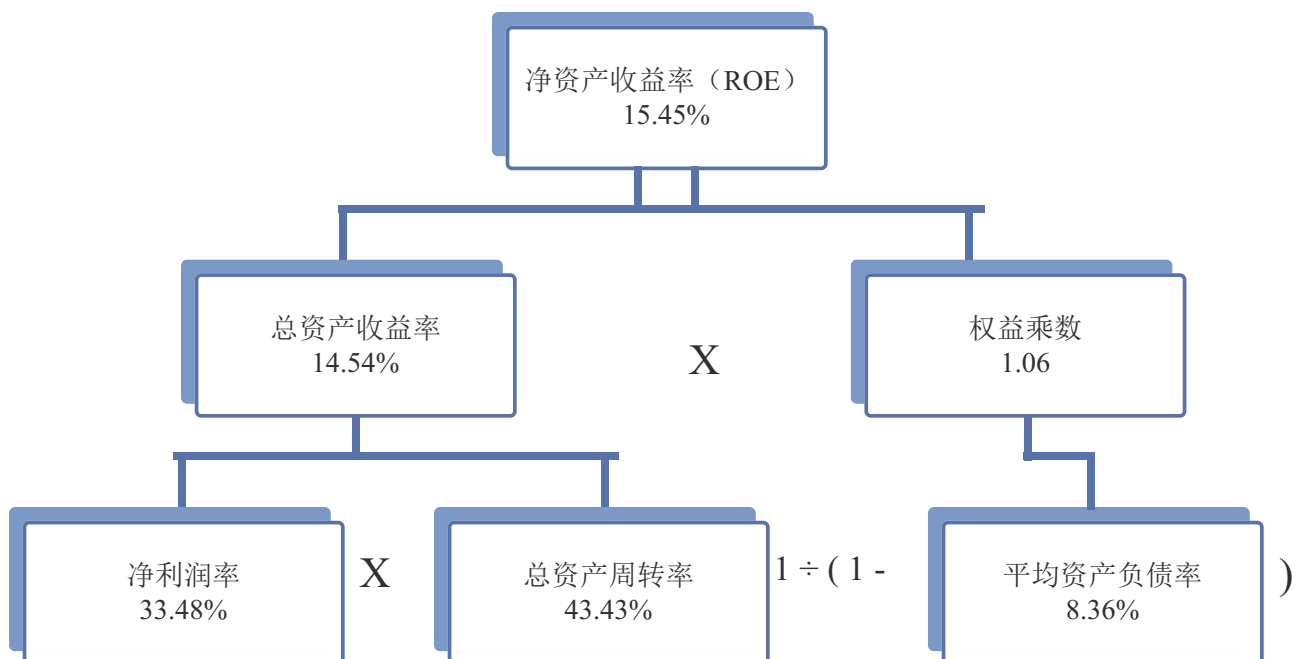 净资产收益率（ROE）
15.45%
总资产收益率
14.54%
X
权益乘数
1.06
净利润率
33.48%
X
总资产周转率
43.43%
1 ÷ ( 1 -
平均资产负债率
8.36%
)